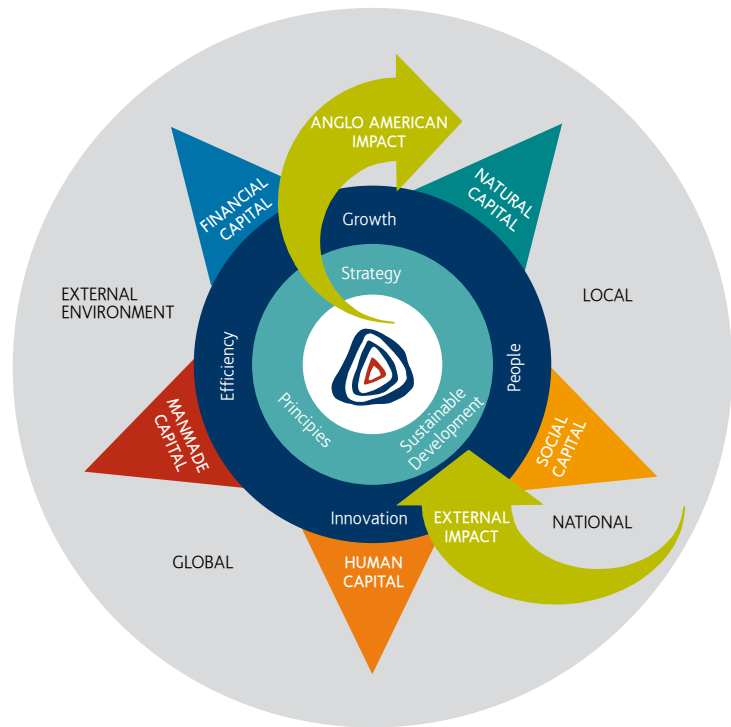 ANGLO AMERICAN
IMPACT
FINANCIAL
CAPITAL
NATURAL
CAPITAL
Growth
Strategy
EXTERNAL
ENVIRONMENT
LOCAL
Efficiency
People
Principies
Sustainable
Development
MANMADE
CAPITAL
SOCIAL
CAPITAL
Innovation
EXTERNAL
IMPACT
NATIONAL
GLOBAL
HUMAN
CAPITAL